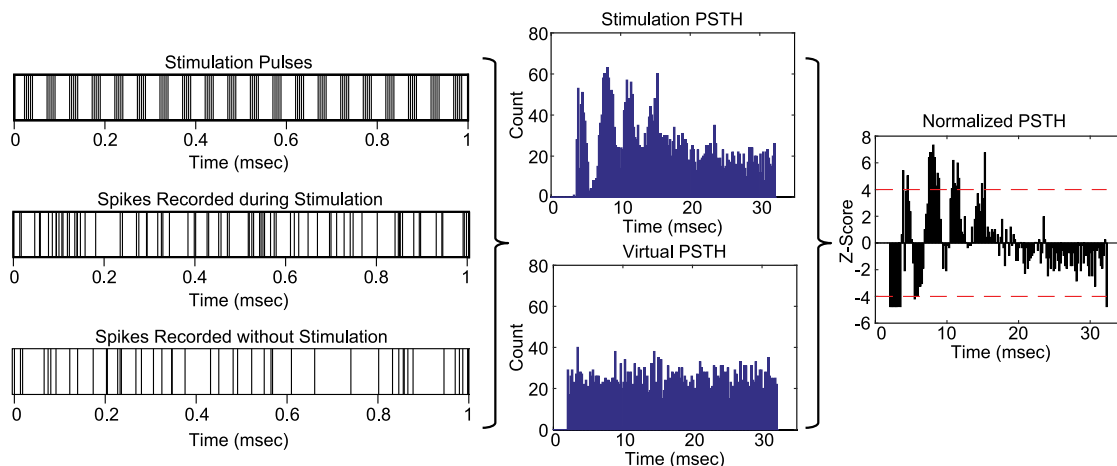 Stimulation Pulses
0 0.2 0.4 0.6 0.8 1
Time (msec)
Spikes Recorded during Stimulation
0 0.2 0.4 0.6 0.8 1
Time (msec)
Spikes Recorded without Stimulation
0 0.2 0.4 0.6 0.8 1
Time (msec)
Stimulation PSTH
80
60
40
20
0
Count
0 10 20 30
Time (msec)
Virtual PSTH
80
60
40
20
0
Count
0 10 20 30
Time (msec)
Normalized PSTH
8
6
4
2
0
-2
-4
-6
Z-Score
0 10 20 30
Time (msec)